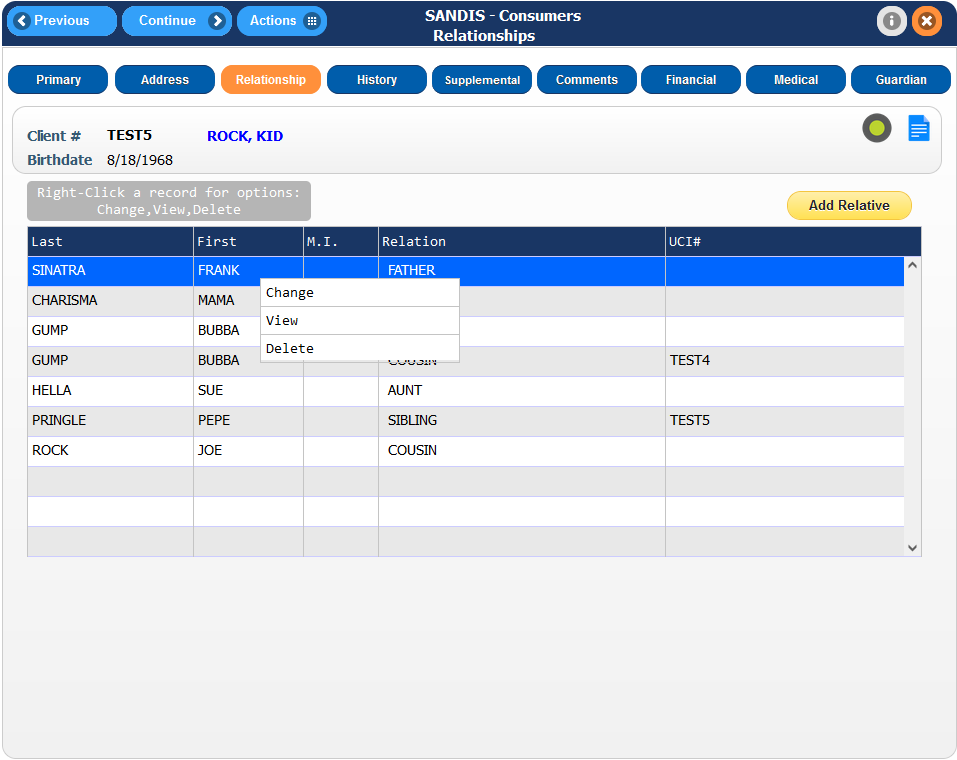 Previous Continue Actions SANDIS - Consumers
Relationships
Primary Address Relationship History Supplemental Comments Financial Medical Guardian
Client # TEST5 ROCK, KID
Birthdate 8/18/1968
Right-Click a record for options:
Change,View,Delete
Add Relative
Last First M.I. Relation UCI#
SINATRA FRANK FATHER
CHARISMA MAMA
GUMP BUBBA
GUMP BUBBA COUSIN TEST4
HELLA SUE AUNT
PRINGLE PEPE SIBLING TEST5
ROCK JOE COUSIN
Change
View
Delete